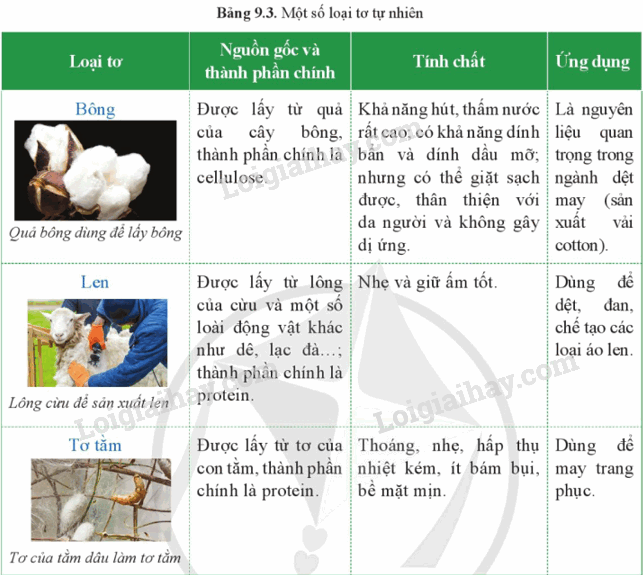 Bảng 9.3. Một số loại tơ tự nhiên
Loại tơ
Nguồn gốc và
thành phần chính
Tính chất
Ứng dụng
Bông
Quả bông dùng để lấy bông
Được lấy từ quả
của cây bông,
thành phần chính là
cellulose.
Khả năng hút, thấm nước
rất cao; có khả năng dính
bẩn và dính dầu mỡ;
nhưng có thể giặt sạch
được, thân thiện với
da người và không gây
dị ứng.
Là nguyên
liệu quan
trọng trong
ngành dệt
may (sản
xuất vải
cotton).
Len
Lông cừu để sản xuất len
Được lấy từ lông
của cừu và một số
loài động vật khác
như dê, lạc đà…;
thành phần chính là
protein.
Nhẹ và giữ ấm tốt.
Dùng để
dệt, đan,
chế tạo các
loại áo len.
Tơ tằm
Tơ của tằm dâu làm tơ tằm
Được lấy từ tơ của
con tằm, thành phần
chính là protein.
Thoáng, nhẹ, hấp thụ
nhiệt kém, ít bám bụi,
bề mặt mịn.
Dùng để
may trang
phục.
Loigiaihay.com
Loigiaihay.com
Loigiaihay.com